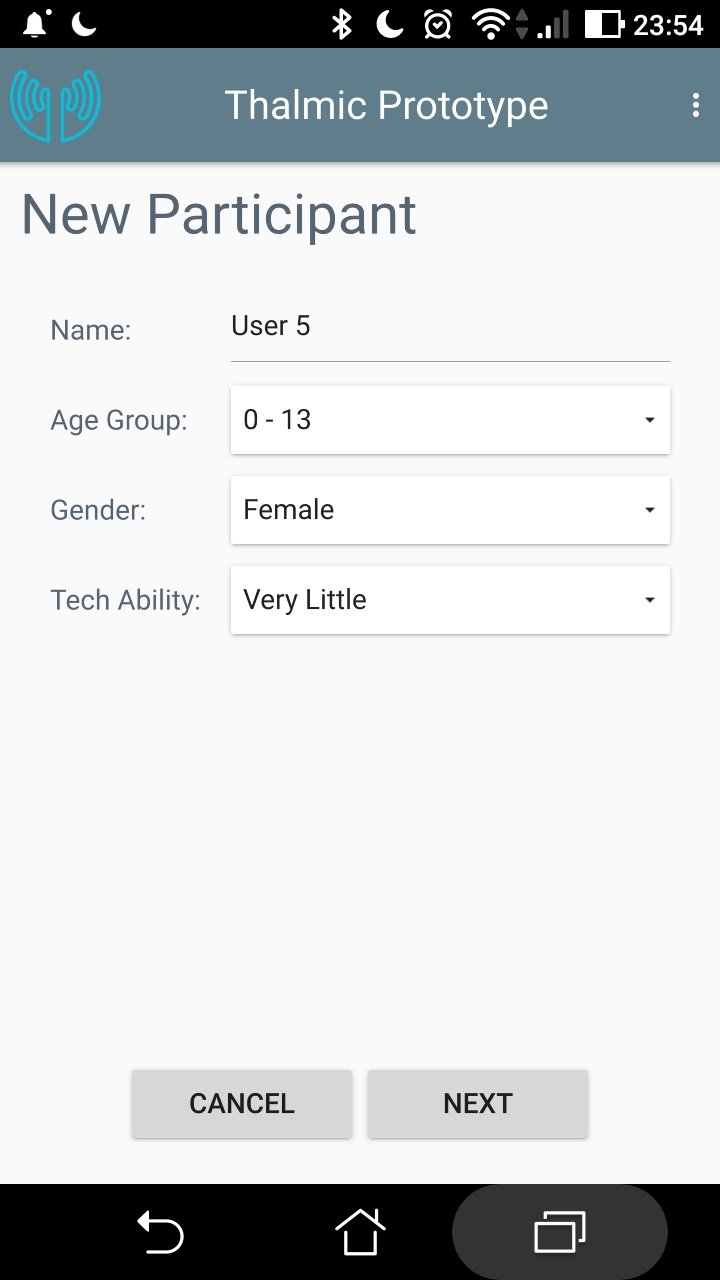 23:54
Thalmic Prototype
New Participant
Name: User 5
Age Group: 0 - 13
Gender: Female
Tech Ability: Very Little
CANCEL NEXT